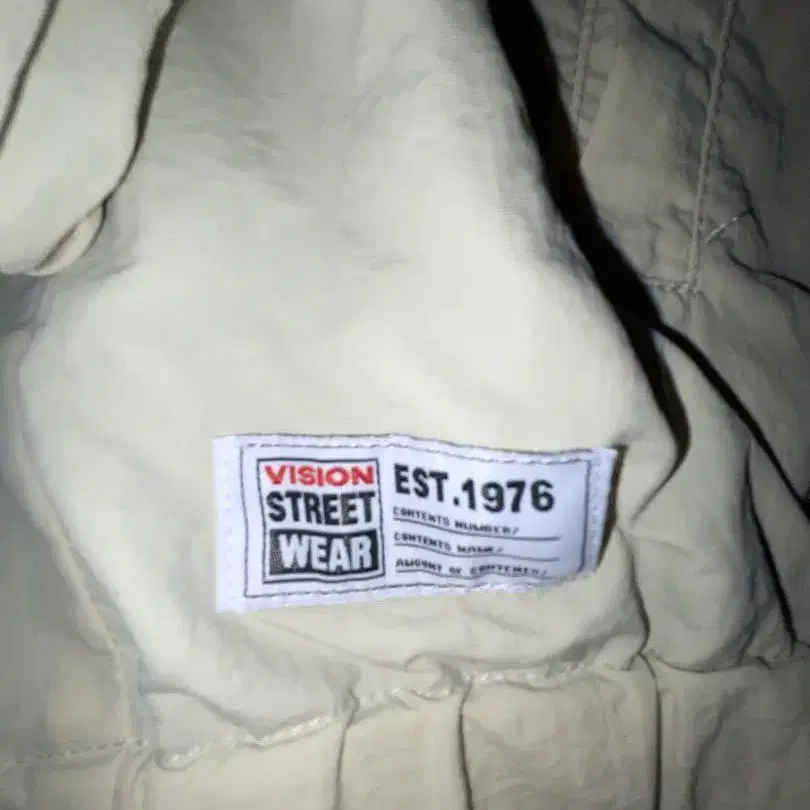 VISION
STREET
WEAR
EST.1976
CONTENTS NUMBER/
CONTENTS NAME/
AMOUNT OF CONTENTS/